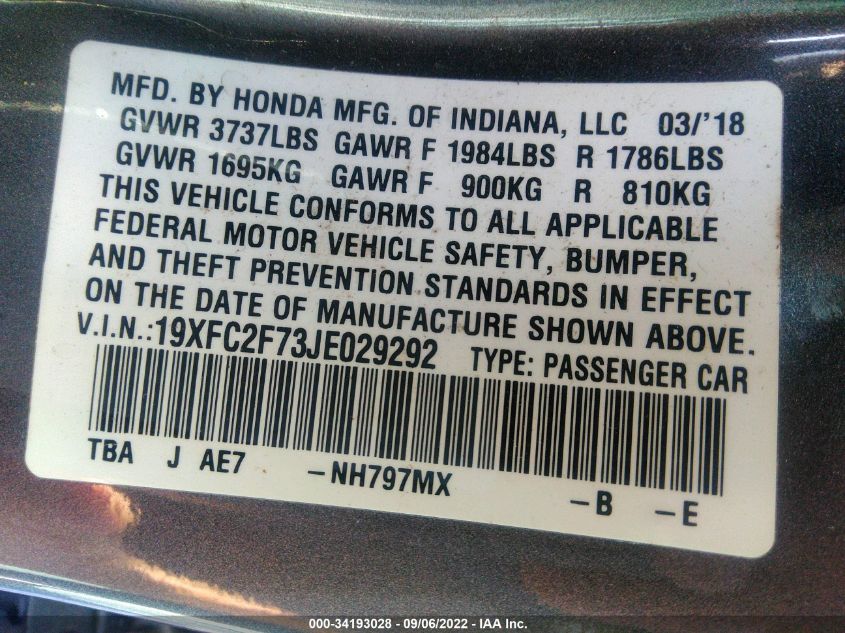 MFD. BY HONDA MFG. OF INDIANA, LLC 03/'18
GVWR 3737LBS GAWR F 1984LBS R 1786LBS
GVWR 1695KG GAWR F 900KG R 810KG
THIS VEHICLE CONFORMS TO ALL APPLICABLE
FEDERAL MOTOR VEHICLE SAFETY, BUMPER,
AND THEFT PREVENTION STANDARDS IN EFFECT
ON THE DATE OF MANUFACTURE SHOWN ABOVE.
V.I.N.:19XFC2F73JE029292 TYPE: PASSENGER CAR
TBA J AE7 -NH797MX -B -E
000-34193028 - 09/06/2022 - IAA Inc.